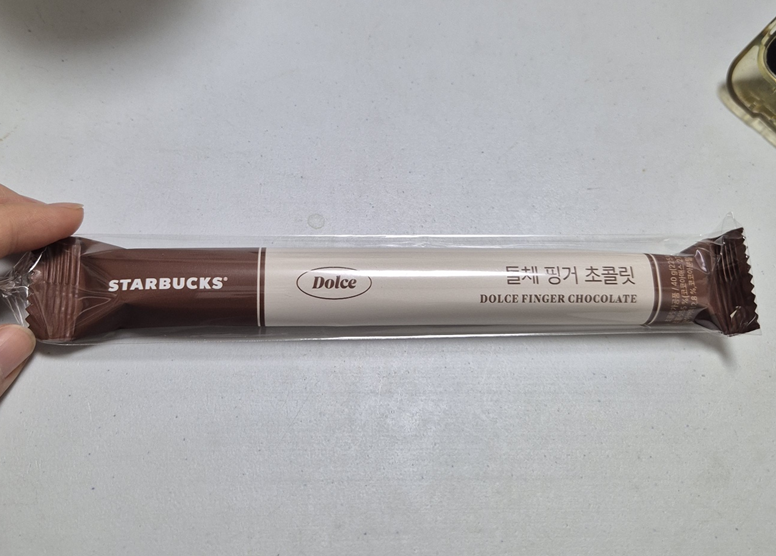 STARBUCKS®
Dolce
돌체 핑거 초콜릿
DOLCE FINGER CHOCOLATE